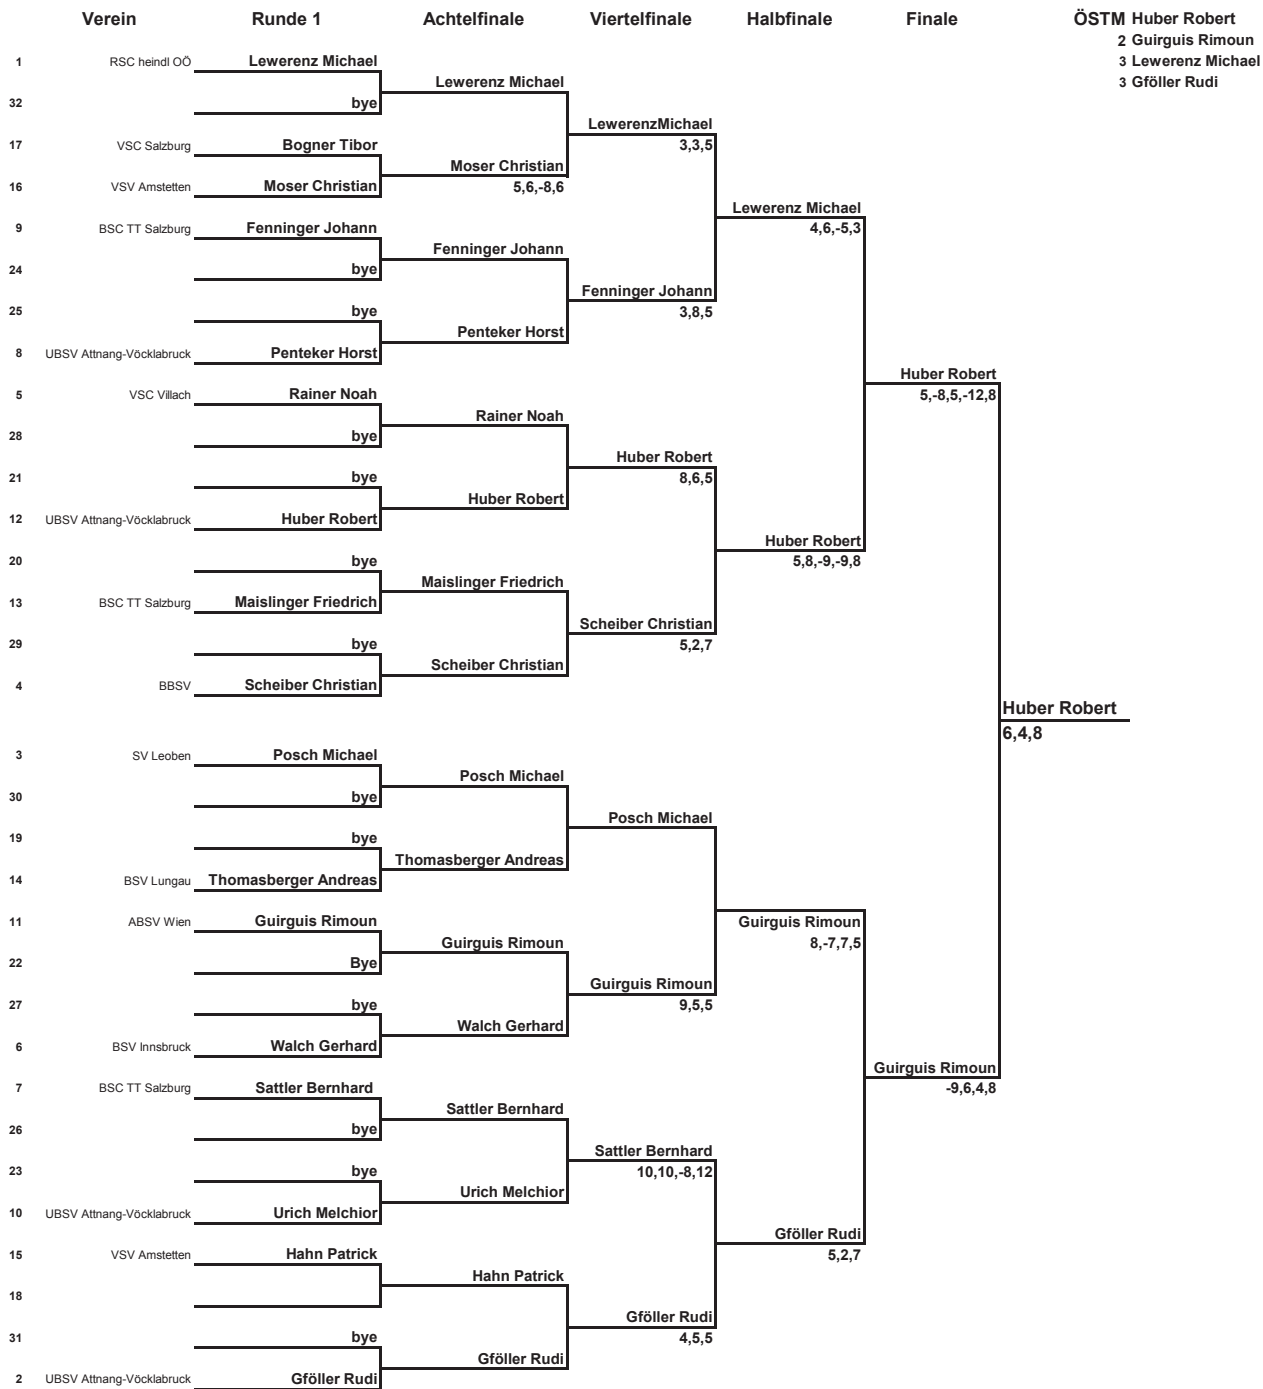 Verein Runde 1 Achtelfinale Viertelfinale Halbfinale Finale ÖSTM Huber Robert
2 Guirguis Rimoun
3 Lewerenz Michael
3 Gföller Rudi
1 RSC heindl OÖ Lewerenz Michael
Lewerenz Michael
32 bye
LewerenzMichael
3,3,5
17 VSC Salzburg Bogner Tibor
Moser Christian
5,6,-8,6
16 VSV Amstetten Moser Christian
Lewerenz Michael
4,6,-5,3
9 BSC TT Salzburg Fenninger Johann
Fenninger Johann
24 bye
Fenninger Johann
3,8,5
25 bye
Penteker Horst
8 UBSV Attnang-Vöcklabruck Penteker Horst
Huber Robert
5,-8,5,-12,8
5 VSC Villach Rainer Noah
Rainer Noah
28 bye
Huber Robert
8,6,5
21 bye
Huber Robert
12 UBSV Attnang-Vöcklabruck Huber Robert
Huber Robert
5,8,-9,-9,8
20 bye
Maislinger Friedrich
13 BSC TT Salzburg Maislinger Friedrich
Scheiber Christian
5,2,7
29 bye
Scheiber Christian
4 BBSV Scheiber Christian
Huber Robert
6,4,8
3 SV Leoben Posch Michael
Posch Michael
30 bye
Posch Michael
19 bye
Thomasberger Andreas
14 BSV Lungau Thomasberger Andreas
11 ABSV Wien Guirguis Rimoun
Guirguis Rimoun
8,-7,7,5
Guirguis Rimoun
22 Bye
Guirguis Rimoun
9,5,5
27 bye
Walch Gerhard
6 BSV Innsbruck Walch Gerhard
Guirguis Rimoun
-9,6,4,8
7 BSC TT Salzburg Sattler Bernhard
Sattler Bernhard
26 bye
Sattler Bernhard
10,10,-8,12
23 bye
Urich Melchior
10 UBSV Attnang-Vöcklabruck Urich Melchior
Gföller Rudi
5,2,7
15 VSV Amstetten Hahn Patrick
Hahn Patrick
18
Gföller Rudi
4,5,5
31 bye
Gföller Rudi
2 UBSV Attnang-Vöcklabruck Gföller Rudi